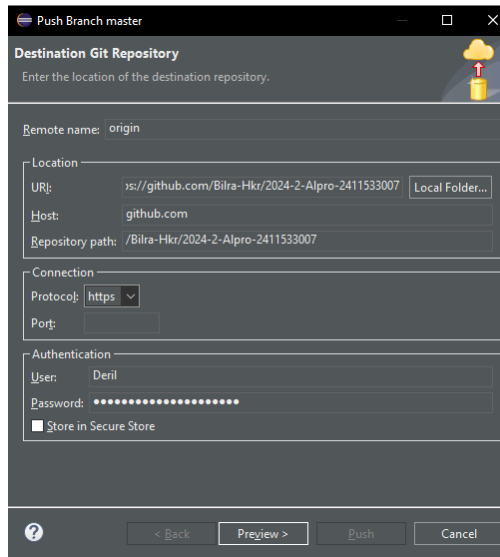 Push Branch master
Destination Git Repository
Enter the location of the destination repository.
Remote name: origin
Location
URI: ps://github.com/Bilra-Hkr/2024-2-Alpro-2411533007 Local Folder...
Host: github.com
Repository path: /Bilra-Hkr/2024-2-Alpro-2411533007
Connection
Protocol: https
Port:
Authentication
User: Deril
Password: ●●●●●●●●●●●●●●●●●●●●●
Store in Secure Store
< Back Preview > Push Cancel